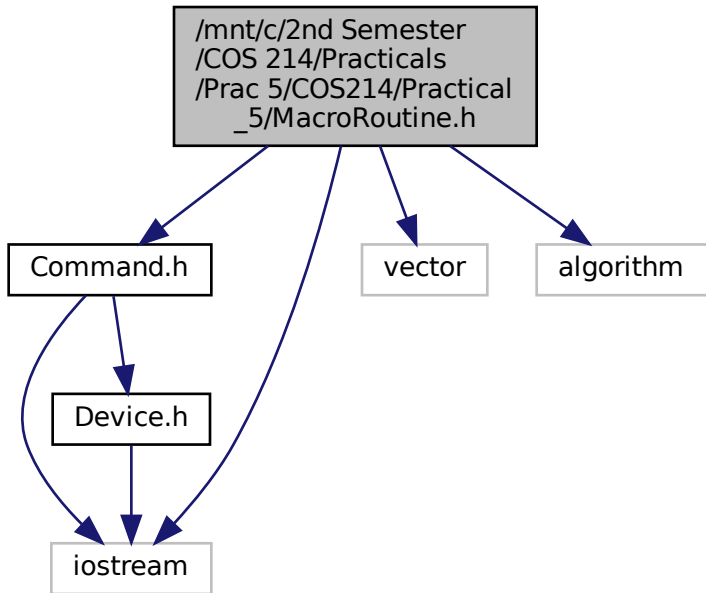 /mnt/c/2nd Semester
/COS 214/Practicals
/Prac 5/COS214/Practical
_5/MacroRoutine.h
Command.h
vector
algorithm
Device.h
iostream